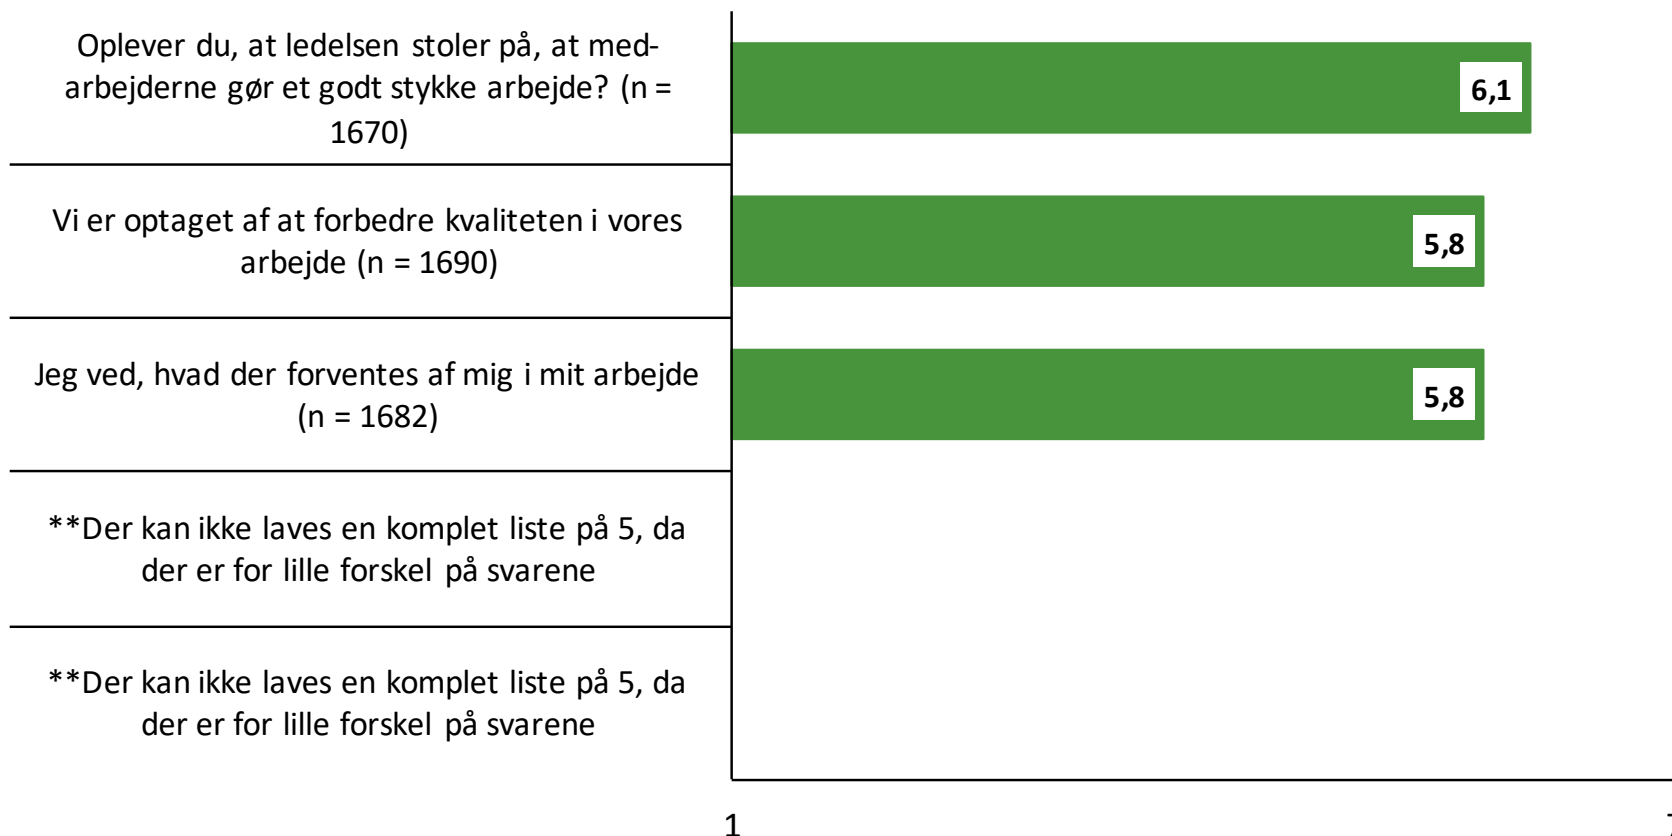 Oplever du, at ledelsen stoler på, at med-
arbejderne gør et godt stykke arbejde? (n =
1670)
6,1
Vi er optaget af at forbedre kvaliteten i vores
arbejde (n = 1690)
5,8
Jeg ved, hvad der forventes af mig i mit arbejde
(n = 1682)
5,8
**Der kan ikke laves en komplet liste på 5, da
der er for lille forskel på svarene
**Der kan ikke laves en komplet liste på 5, da
der er for lille forskel på svarene
1